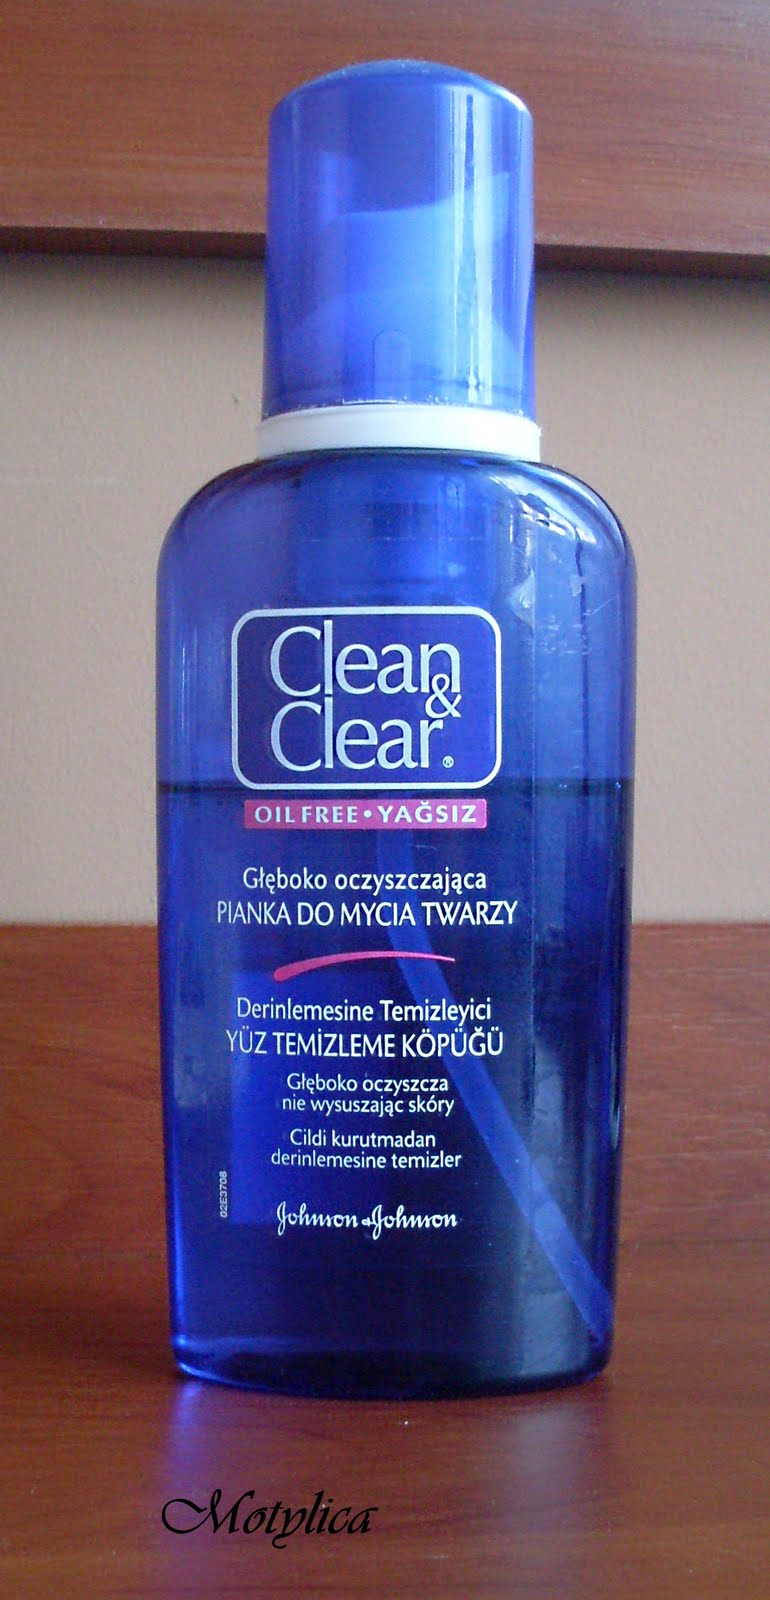 Clean
&
Clear®
OIL FREE • YAĞSIZ
Głęboko oczyszczająca
PIANKA DO MYCIA TWARZY
Derinlemesine Temizleyici
YÜZ TEMİZLEME KÖPÜĞÜ
Głęboko oczyszcza
nie wysuszając skóry
Cildi kurutmadan
derinlemesine temizler
02E3708
Johnson & Johnson
Motylica